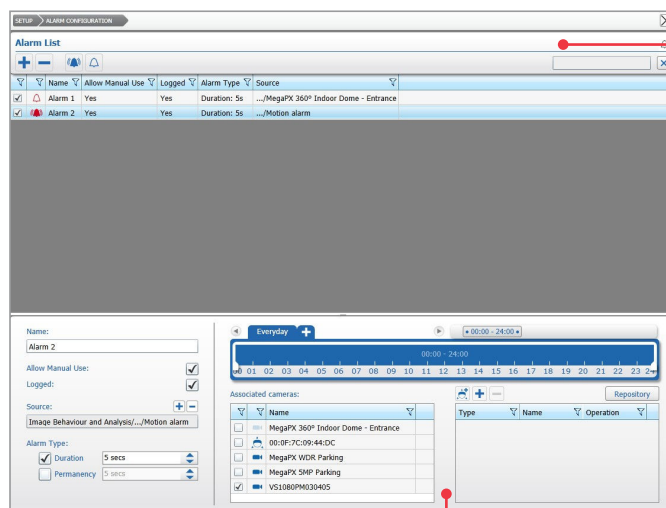 SETUP ALARM CONFIGURATION
Alarm List
Name Allow Manual Use Logged Alarm Type Source
Alarm 1 Yes Yes Duration: 5s .../MegaPX 360º Indoor Dome - Entrance
Alarm 2 Yes Yes Duration: 5s .../Motion alarm
Name:
Alarm 2
Allow Manual Use:
Logged:
Source:
Image Behaviour and Analysis/.../Motion alarm
Alarm Type:
Duration 5 secs
Permanency 5 secs
Everyday 00:00 - 24:00
00:00 - 24:00
00 01 02 03 04 05 06 07 08 09 10 11 12 13 14 15 16 17 18 19 20 21 22 23 24
Associated cameras:
Name
MegaPX 360º Indoor Dome - Entrance
00:0F:7C:09:44:DC
MegaPX WDR Parking
MegaPX 5MP Parking
VS1080PM030405
Repository
Type Name Operation